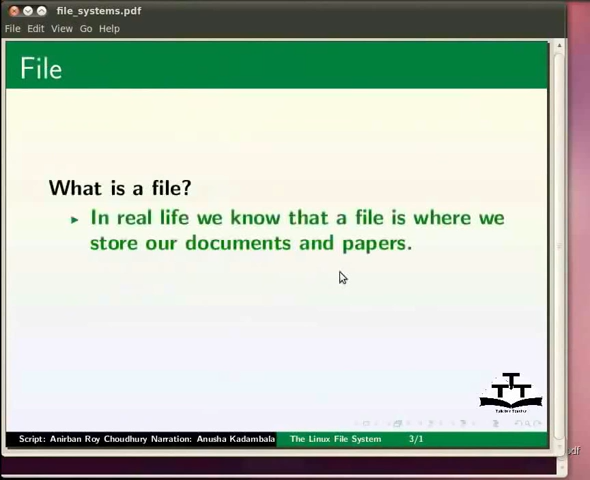 file_systems.pdf
File Edit View Go Help
File
What is a file?
In real life we know that a file is where we
store our documents and papers.
Script: Anirban Roy Choudhury Narration: Anusha Kadambala The Linux File System 3/1